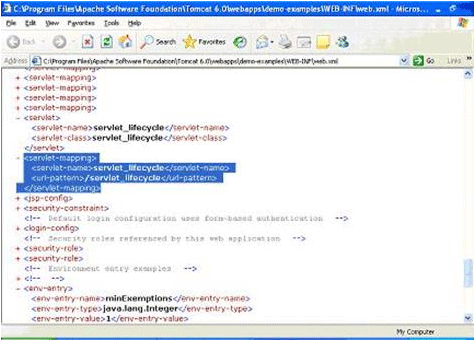 C:\Program Files\Apache Software Foundation\Tomcat 6.0\webapps\demo-examples\WEB-INF\web.xml - Micros...
File Edit View Favorites Tools Help
Back Search Favorites
Address C:\Program Files\Apache Software Foundation\Tomcat 6.0\webapps\demo-examples\WEB-INF\web.xml Go Links »
+ <servlet-mapping>
+ <servlet-mapping>
+ <servlet-mapping>
+ <servlet-mapping>
- <servlet>
<servlet-name>servlet_lifecycle</servlet-name>
<servlet-class>servlet_lifecycle</servlet-class>
</servlet>
- <servlet-mapping>
<servlet-name>servlet_lifecycle</servlet-name>
<url-pattern>/servlet_lifecycle</url-pattern>
</servlet-mapping>
+ <jsp-config>
+ <security-constraint>
<!-- Default login configuration uses form-based authentication -->
+ <login-config>
<!-- Security roles referenced by this web application -->
+ <security-role>
+ <security-role>
<!-- Environment entry examples -->
+ <!-- -->
- <env-entry>
<env-entry-name>minExemptions</env-entry-name>
<env-entry-type>java.lang.Integer</env-entry-type>
<env-entry-value>1</env-entry-value>
My Computer